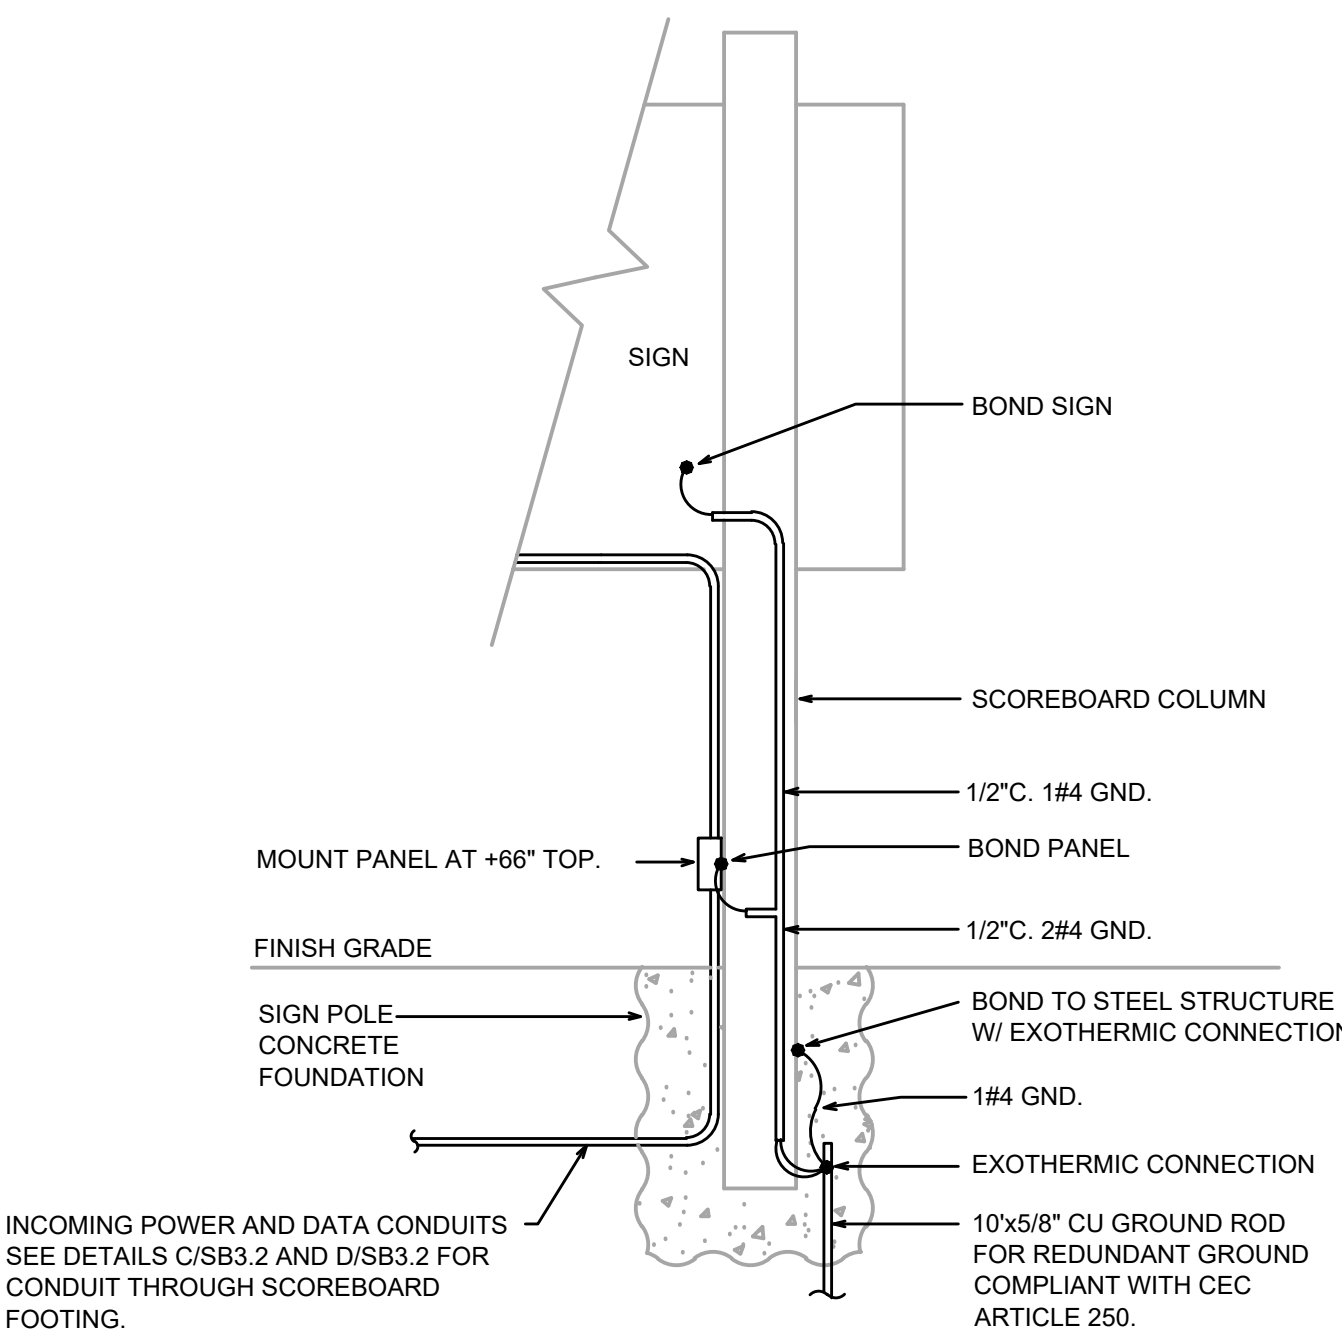 SIGN
BOND SIGN
SCOREBOARD COLUMN
1/2"C. 1#4 GND.
MOUNT PANEL AT +66" TOP.
BOND PANEL
1/2"C. 2#4 GND.
FINISH GRADE
SIGN POLE
CONCRETE
FOUNDATION
BOND TO STEEL STRUCTURE
W/ EXOTHERMIC CONNECTION
1#4 GND.
EXOTHERMIC CONNECTION
INCOMING POWER AND DATA CONDUITS
SEE DETAILS C/SB3.2 AND D/SB3.2 FOR
CONDUIT THROUGH SCOREBOARD
FOOTING.
10'x5/8" CU GROUND ROD
FOR REDUNDANT GROUND
COMPLIANT WITH CEC
ARTICLE 250.